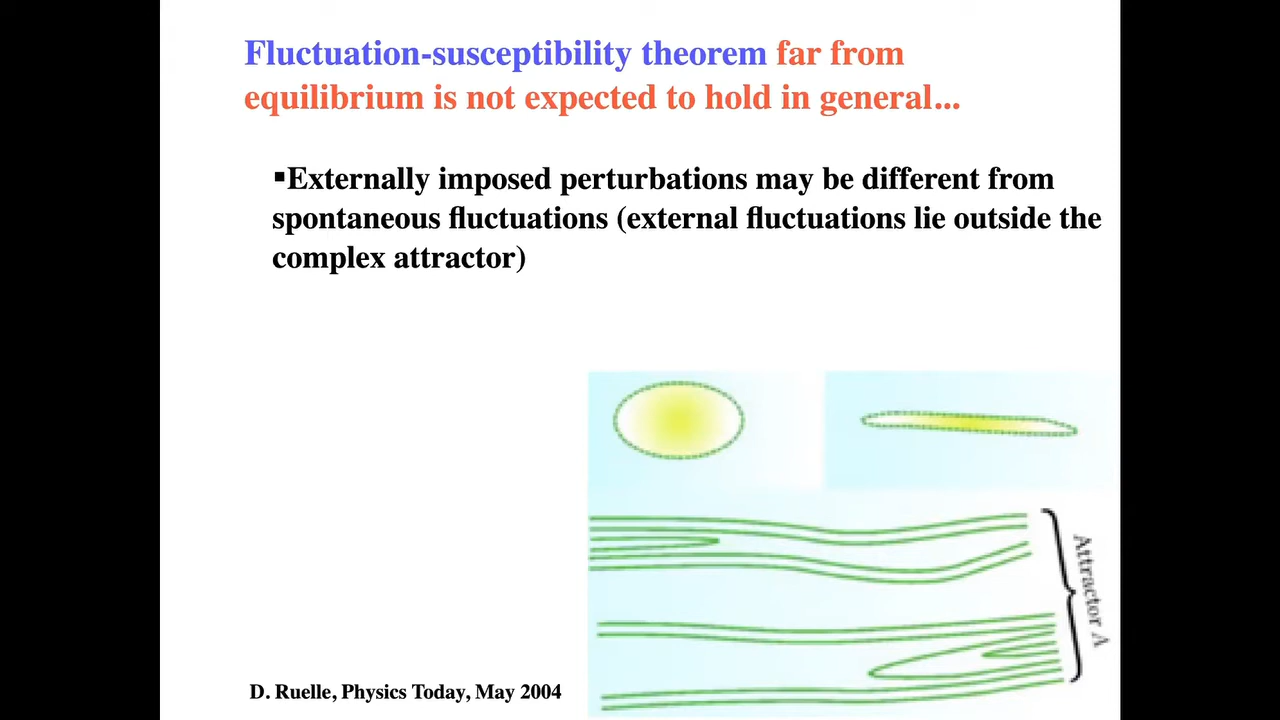 Fluctuation-susceptibility theorem far from
equilibrium is not expected to hold in general...
▪Externally imposed perturbations may be different from
spontaneous fluctuations (external fluctuations lie outside the
complex attractor)
Attractor A
D. Ruelle, Physics Today, May 2004